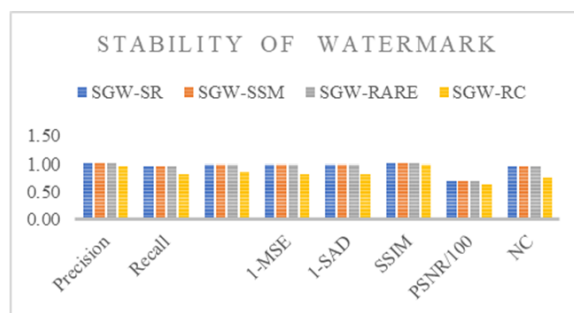 STABILITY OF WATERMARK
SGW-SR SGW-SSM SGW-RARE SGW-RC
1.50
1.00
0.50
0.00
Precision Recall 1-MSE 1-SAD SSIM PSNR/100 NC